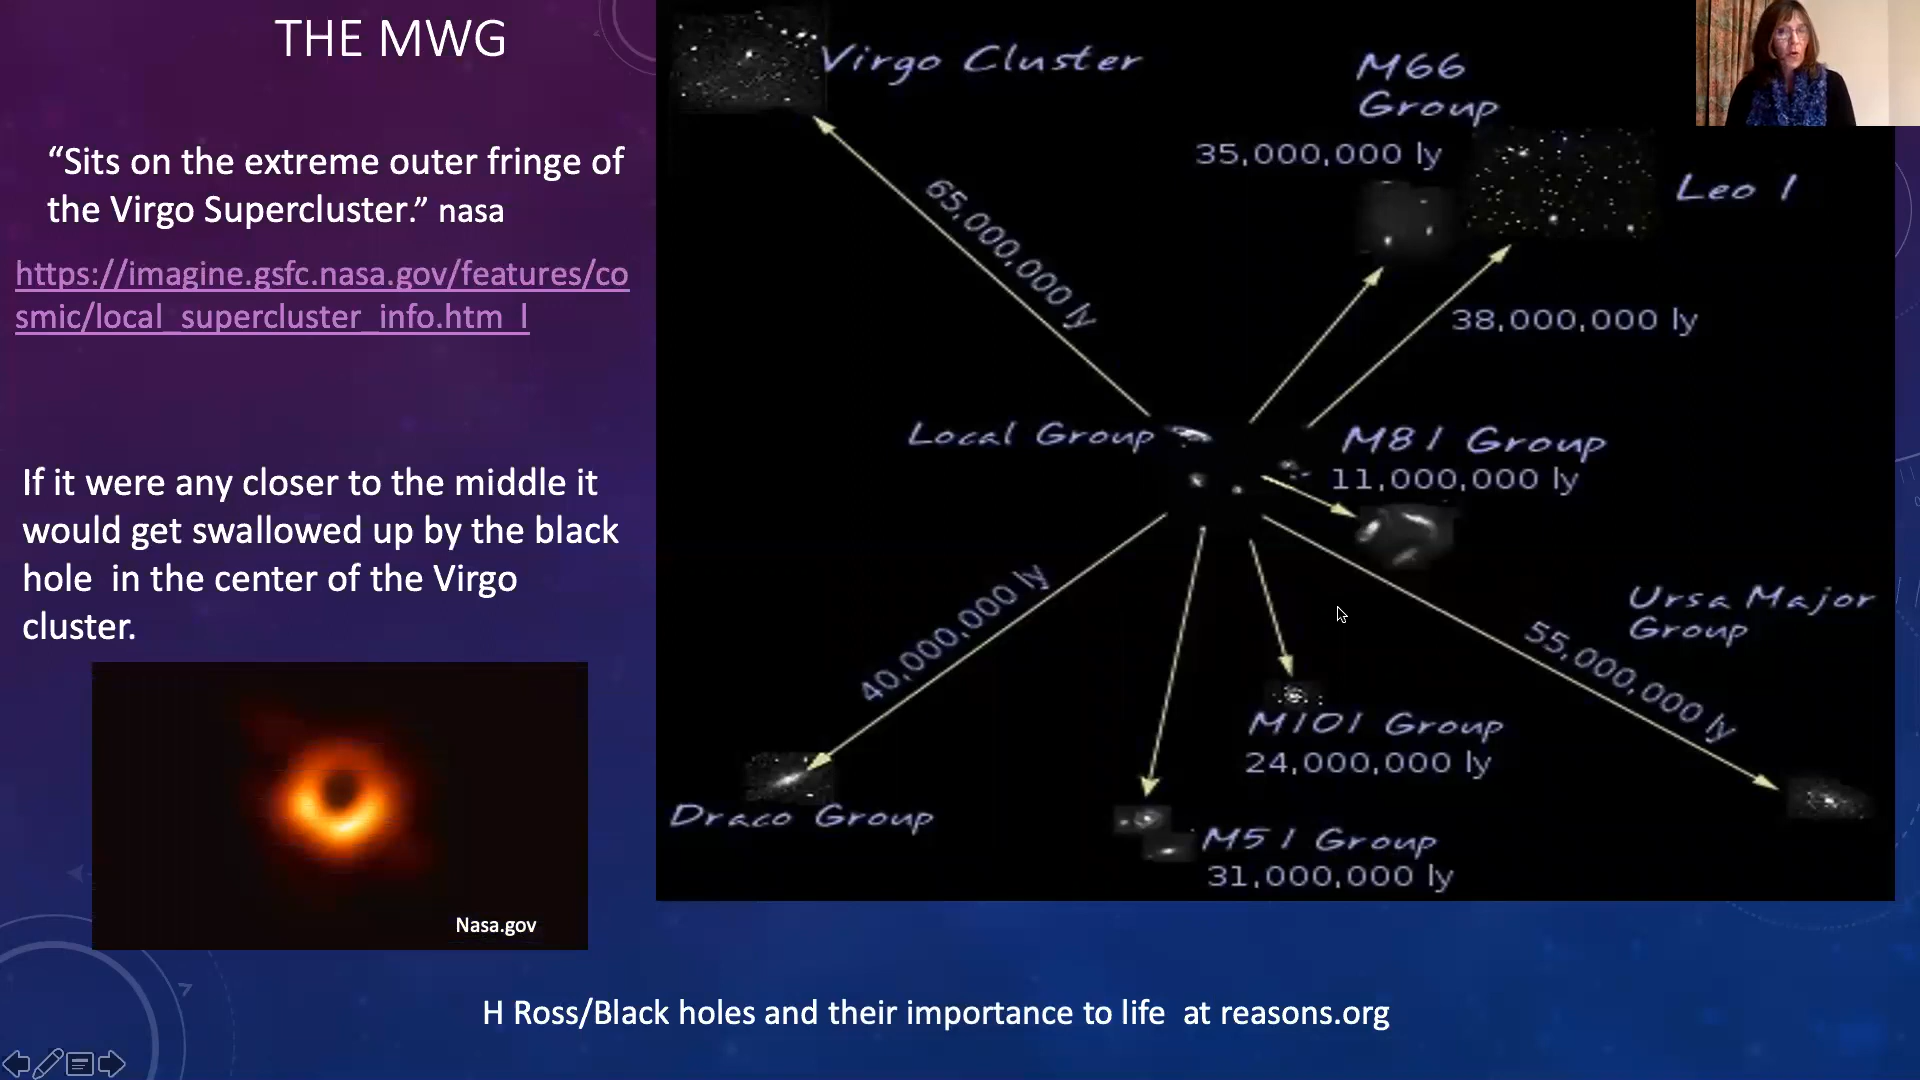 THE MWG
“Sits on the extreme outer fringe of
the Virgo Supercluster.” nasa
https://imagine.gsfc.nasa.gov/features/co
smic/local_supercluster_info.htm l
If it were any closer to the middle it
would get swallowed up by the black
hole in the center of the Virgo
cluster.
Nasa.gov
Virgo Cluster
65,000,000 ly
M66
Group
35,000,000 ly
Leo 1
38,000,000 ly
Local Group
M81 Group
11,000,000 ly
40,000,000 ly
Draco Group
Ursa Major
Group
55,000,000 ly
M101 Group
24,000,000 ly
M51 Group
31,000,000 ly
H Ross/Black holes and their importance to life at reasons.org